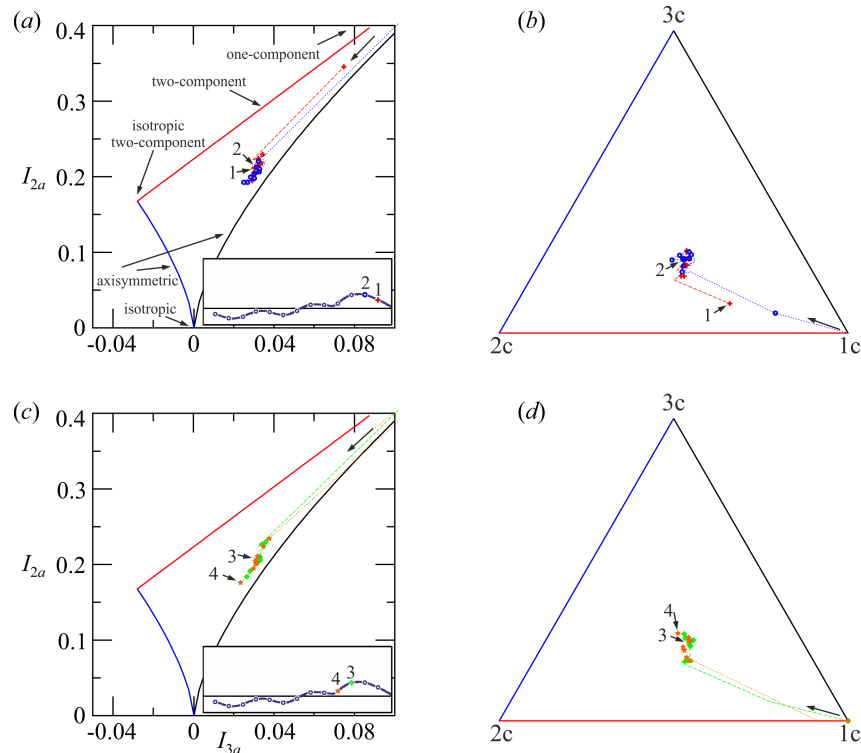 (a)
0.4
one-component
two-component
0.3
isotropic
two-component
2
I2a
0.2
1
0.1
axisymmetric
2
1
isotropic
0
-0.04
0
0.04
0.08
(b)
3c
2
1
2c
1c
(c)
0.4
0.3
3
I2a
0.2
4
0.1
4
3
0
-0.04
0
0.04
0.08
I3a
(d)
3c
4
3
2c
1c